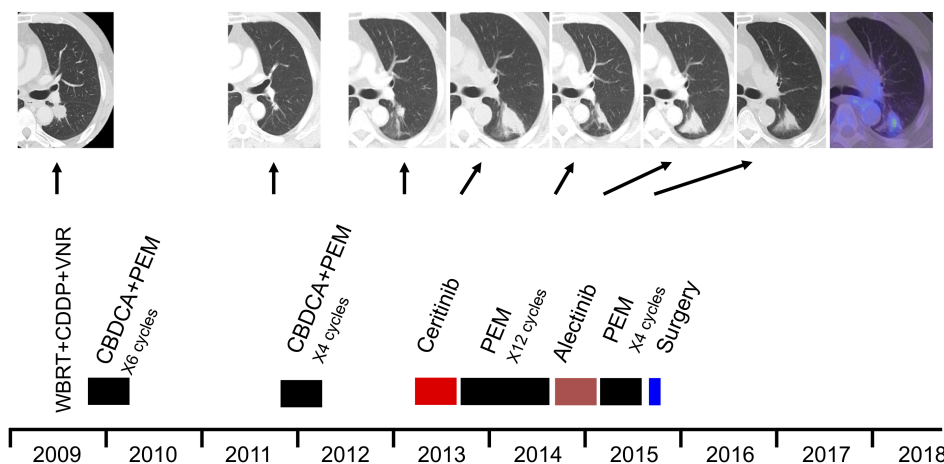 WBRT+CDDP+VNR
CBDCA+PEM
X6 cycles
CBDCA+PEM
X4 cycles
Ceritinib
PEM
X12 cycles
Alectinib
PEM
X4 cycles
Surgery
2009 2010 2011 2012 2013 2014 2015 2016 2017 2018